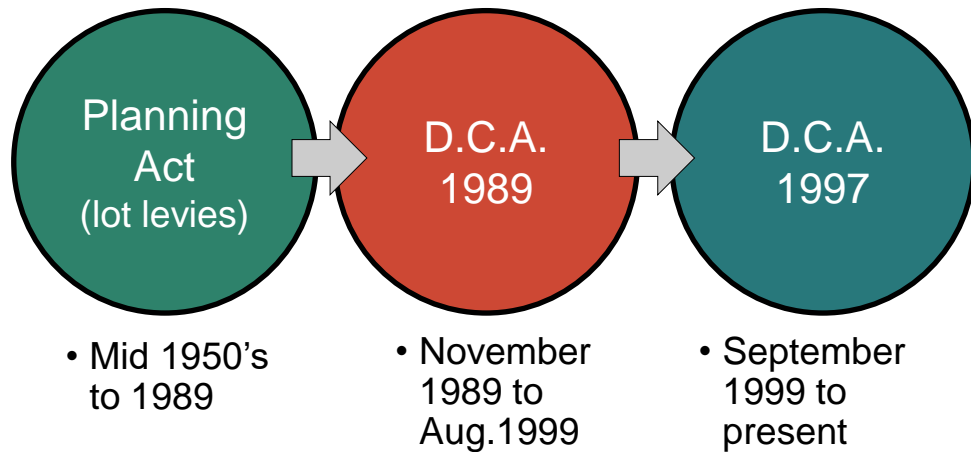 Planning
Act
(lot levies)
D.C.A.
1989
D.C.A.
1997
• Mid 1950’s
to 1989
• November
1989 to
Aug.1999
• September
1999 to
present